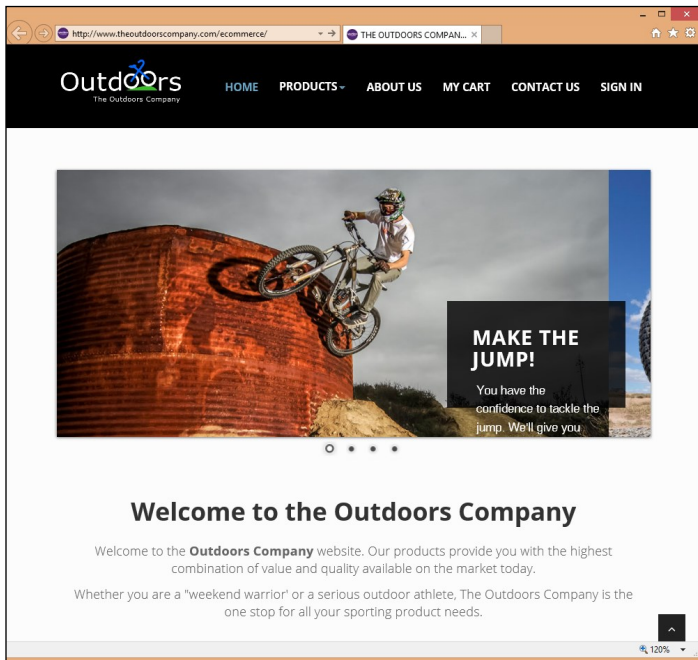 http://www.theoutdoorscompany.com/ecommerce/
THE OUTDOORS COMPAN...
Outdoors
The Outdoors Company
HOME PRODUCTS ABOUT US MY CART CONTACT US SIGN IN
MAKE THE
JUMP!
You have the
confidence to tackle the
jump. We'll give you
Welcome to the Outdoors Company
Welcome to the Outdoors Company website. Our products provide you with the highest
combination of value and quality available on the market today.
Whether you are a "weekend warrior' or a serious outdoor athlete, The Outdoors Company is the
one stop for all your sporting product needs.
120%